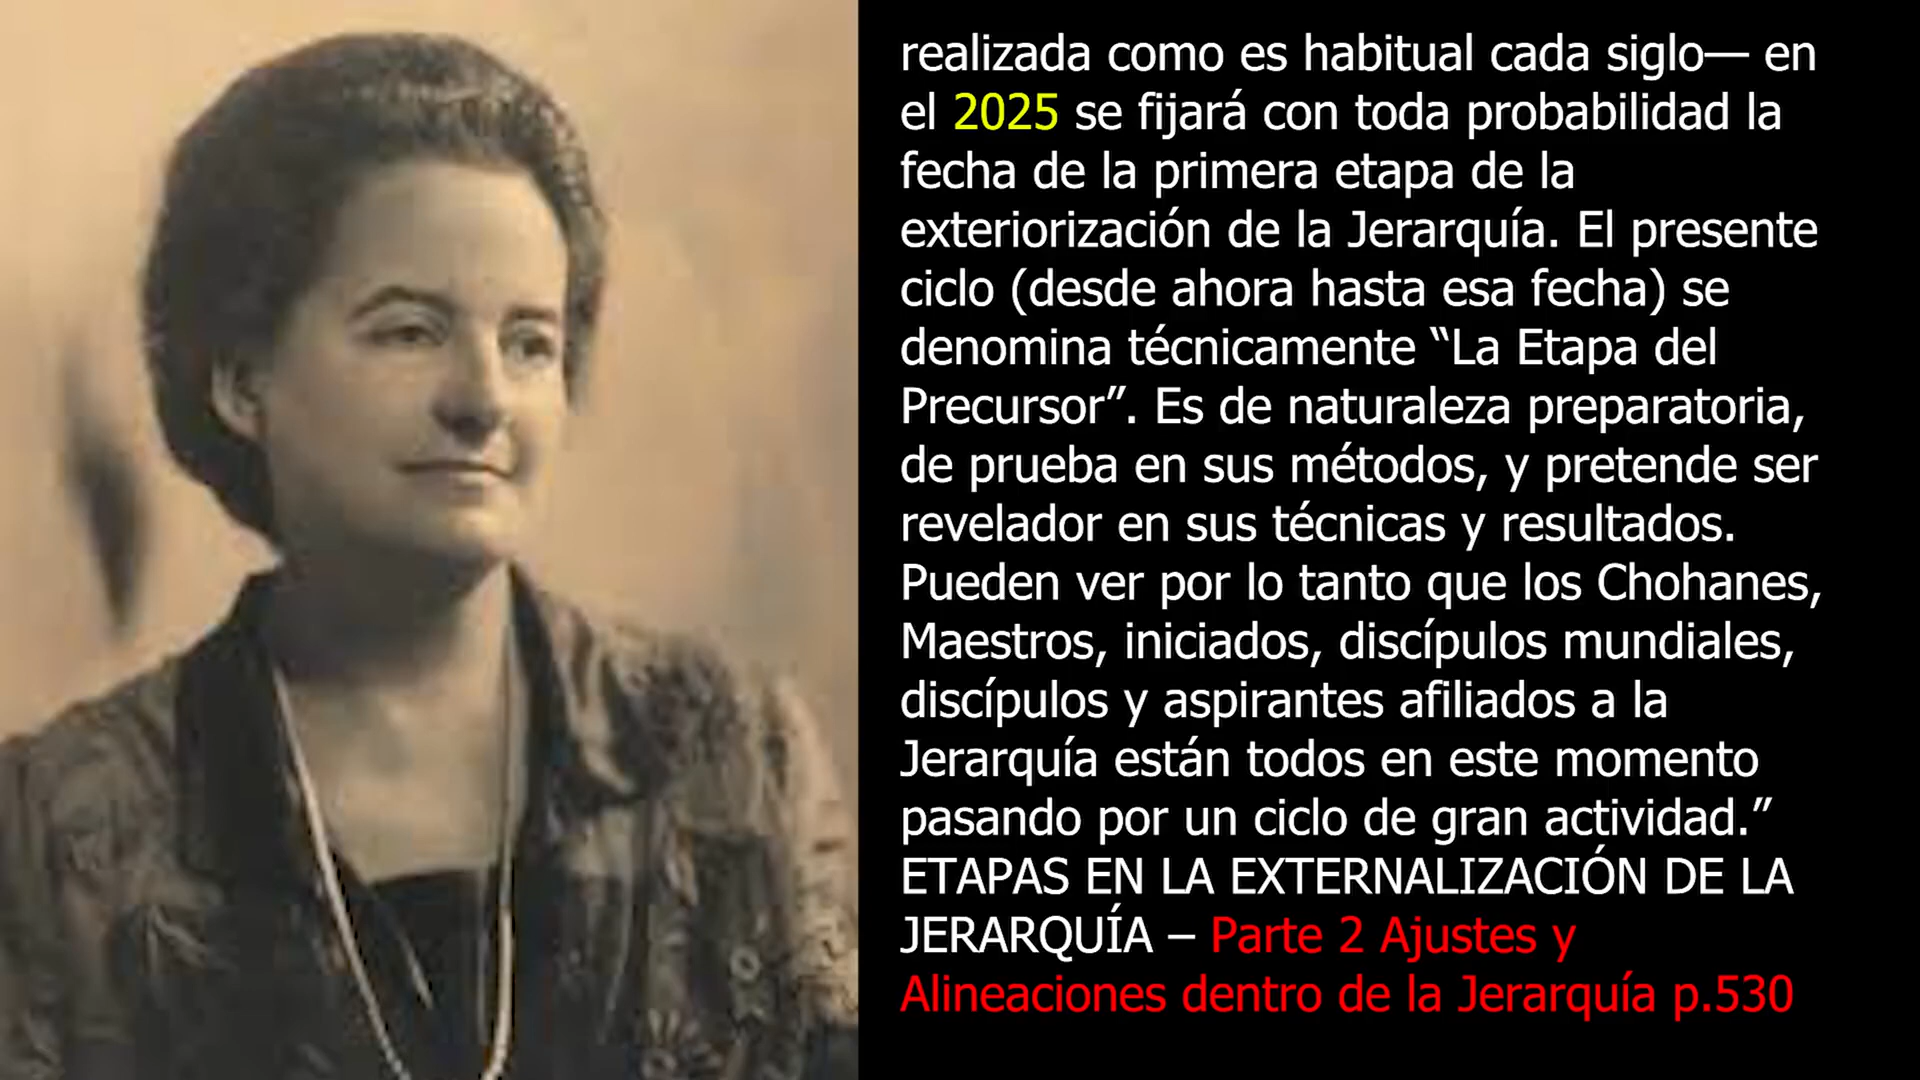 realizada como es habitual cada siglo— en
el 2025 se fijará con toda probabilidad la
fecha de la primera etapa de la
exteriorización de la Jerarquía. El presente
ciclo (desde ahora hasta esa fecha) se
denomina técnicamente “La Etapa del
Precursor”. Es de naturaleza preparatoria,
de prueba en sus métodos, y pretende ser
revelador en sus técnicas y resultados.
Pueden ver por lo tanto que los Chohanes,
Maestros, iniciados, discípulos mundiales,
discípulos y aspirantes afiliados a la
Jerarquía están todos en este momento
pasando por un ciclo de gran actividad.”
ETAPAS EN LA EXTERNALIZACIÓN DE LA
JERARQUÍA – Parte 2 Ajustes y
Alineaciones dentro de la Jerarquía p.530